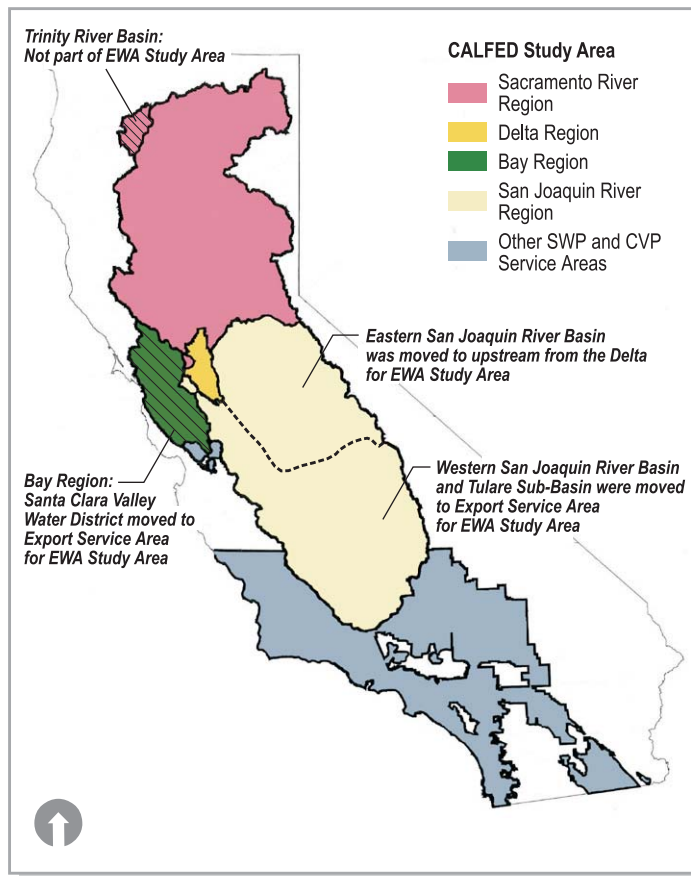 Trinity River Basin:
Not part of EWA Study Area
CALFED Study Area
Sacramento River
Region
Delta Region
Bay Region
San Joaquin River
Region
Other SWP and CVP
Service Areas
Eastern San Joaquin River Basin
was moved to upstream from the Delta
for EWA Study Area
Western San Joaquin River Basin
and Tulare Sub-Basin were moved
to Export Service Area
for EWA Study Area
Bay Region:
Santa Clara Valley
Water District moved to
Export Service Area
for EWA Study Area